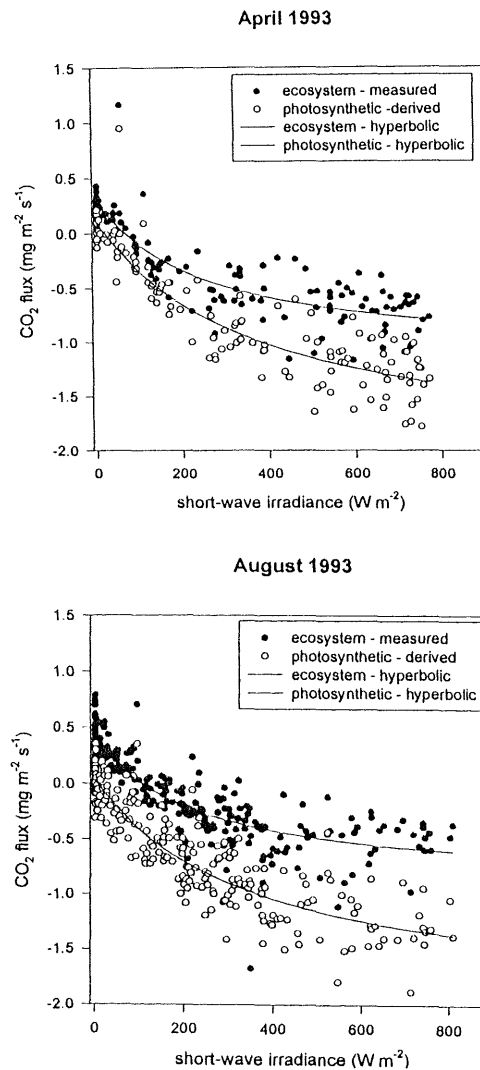 April 1993
1.5
1.0
0.5
0.0
-0.5
-1.0
-1.5
-2.0
CO₂ flux (mg m⁻² s⁻¹)
ecosystem - measured
photosynthetic -derived
ecosystem - hyperbolic
photosynthetic - hyperbolic
0 200 400 600 800
short-wave irradiance (W m⁻²)
August 1993
1.5
1.0
0.5
0.0
-0.5
-1.0
-1.5
-2.0
CO₂ flux (mg m⁻² s⁻¹)
ecosystem - measured
photosynthetic - derived
ecosystem - hyperbolic
photosynthetic - hyperbolic
0 200 400 600 800
short-wave irradiance (W m⁻²)